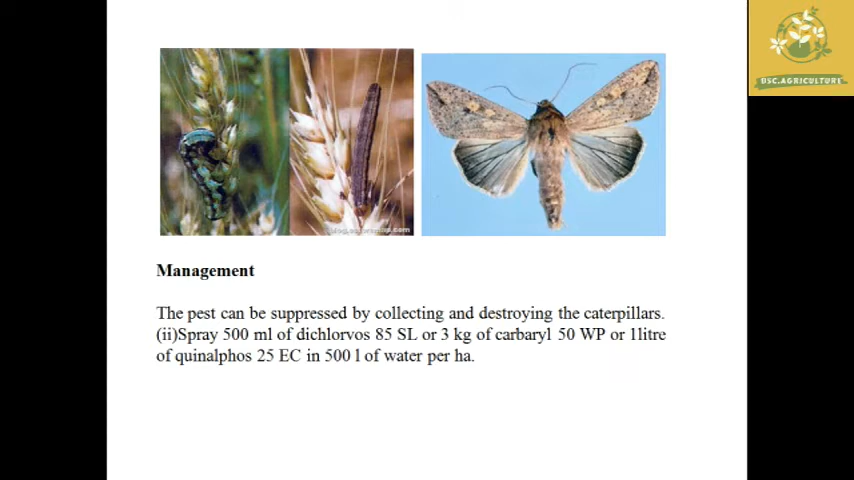 DSC.AGRICULTURE
Management
The pest can be suppressed by collecting and destroying the caterpillars.
(ii)Spray 500 ml of dichlorvos 85 SL or 3 kg of carbaryl 50 WP or 1litre
of quinalphos 25 EC in 500 l of water per ha.